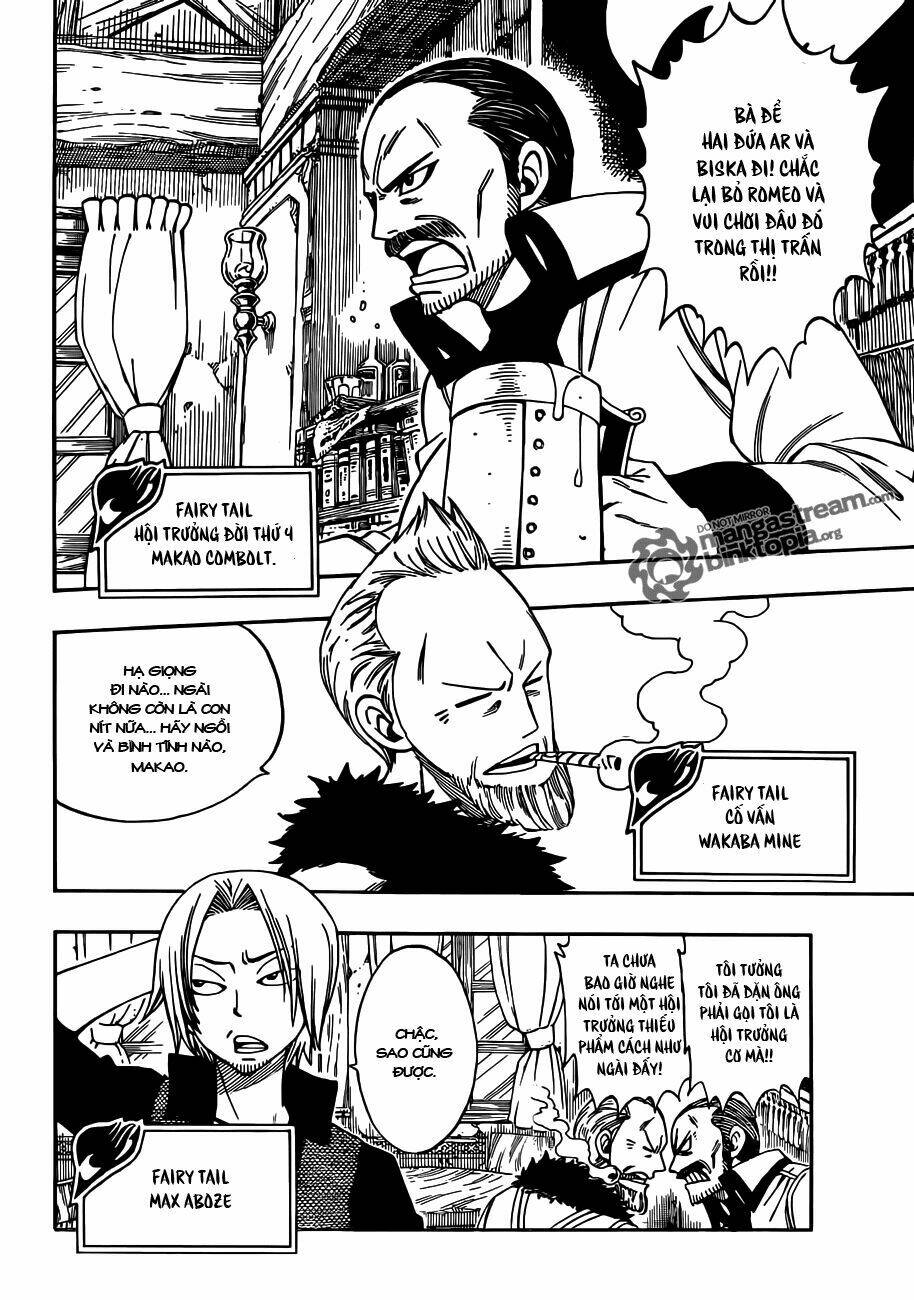 BÀ ĐỂ
HAI ĐỨA AR VÀ
BISKA ĐI! CHẮC
LẠI BỎ ROMEO VÀ
VUI CHƠI ĐÂU ĐÓ
TRONG THỊ TRẤN
RỒI!!
FAIRY TAIL
HỘI TRƯỞNG ĐỜI THỨ 4
MAKAO COMBOLT.
DO NOT MIRROR
mangastream.com
binktopia.org
HẠ GIỌNG
ĐI NÀO... NGÀI
KHÔNG CÒN LÀ CON
NÍT NỮA... HÃY NGỒI
VÀ BÌNH TĨNH NÀO,
MAKAO.
FAIRY TAIL
CỐ VẤN
WAKABA MINE
TÔI TƯỞNG
TÔI ĐÃ DẶN ÔNG
PHẢI GỌI TÔI LÀ
HỘI TRƯỞNG
CƠ MÀ!!
TA CHƯA
BAO GIỜ NGHE
NÓI TỚI MỘT HỘI
TRƯỞNG THIẾU
PHẨM CÁCH NHƯ
NGÀI ĐẤY!
CHẬC,
SAO CŨNG
ĐƯỢC.
FAIRY TAIL
MAX ABOZE